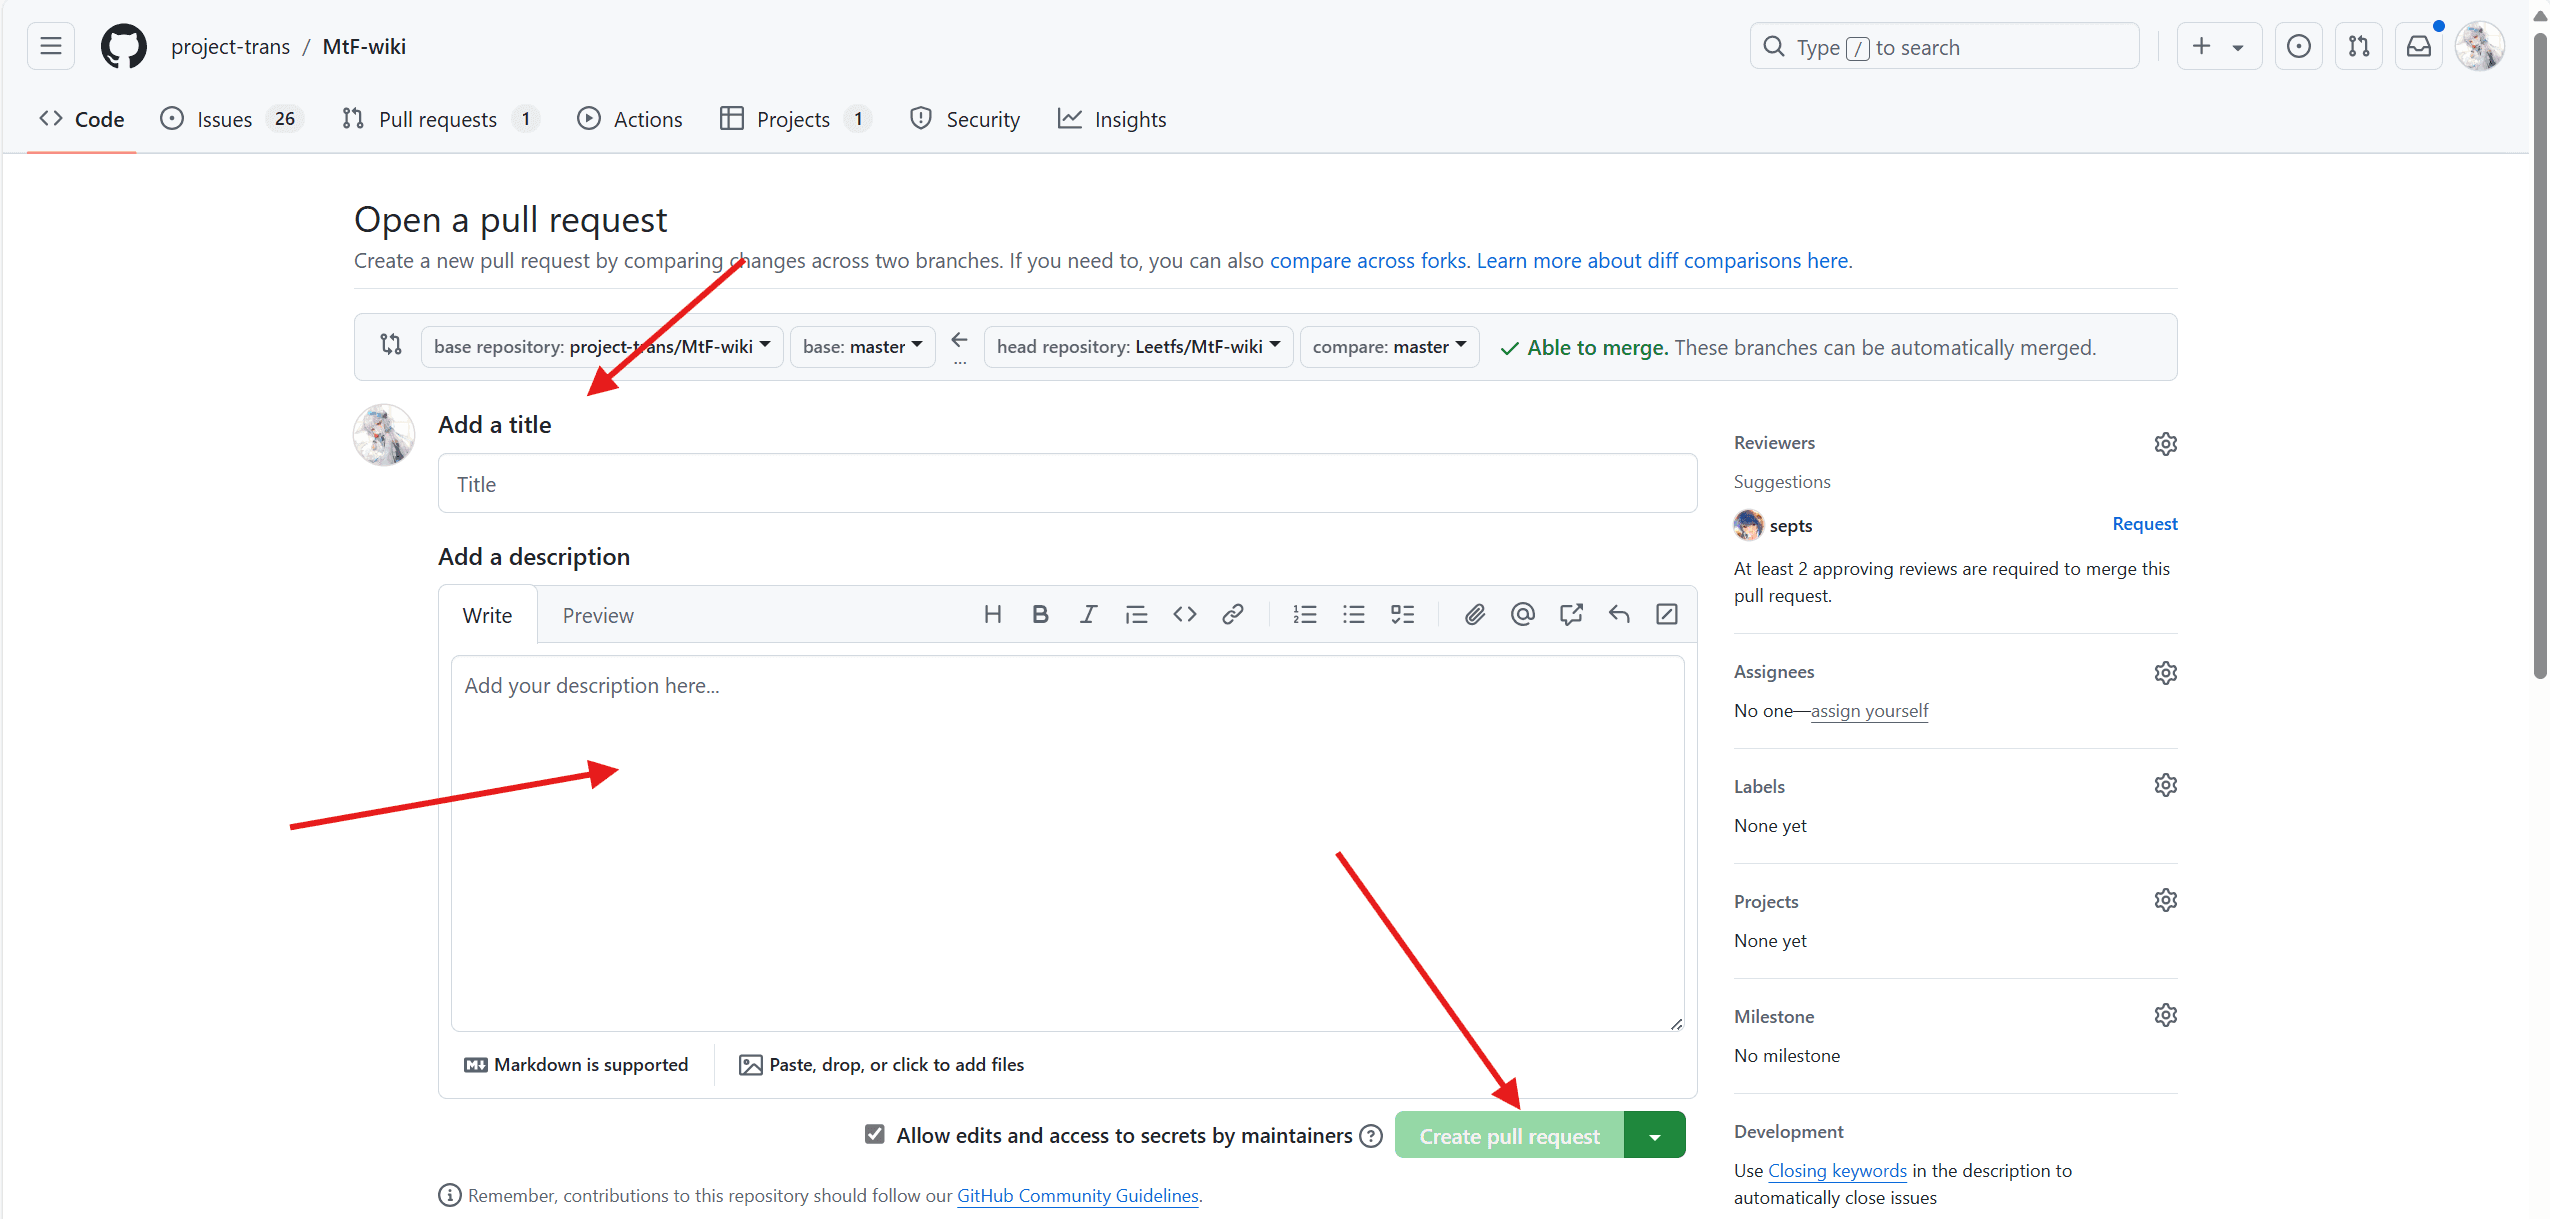 project-trans / MtF-wiki
Type / to search
Code
Issues 26
Pull requests 1
Actions
Projects 1
Security
Insights
Open a pull request
Create a new pull request by comparing changes across two branches. If you need to, you can also compare across forks. Learn more about diff comparisons here.
base repository: project-trans/MtF-wiki
base: master
...
head repository: Leetfs/MtF-wiki
compare: master
Able to merge. These branches can be automatically merged.
Add a title
Title
Add a description
Write
Preview
Add your description here...
Markdown is supported
Paste, drop, or click to add files
Allow edits and access to secrets by maintainers
Create pull request
Remember, contributions to this repository should follow our GitHub Community Guidelines.
Reviewers
Suggestions
septs
Request
At least 2 approving reviews are required to merge this
pull request.
Assignees
No one—assign yourself
Labels
None yet
Projects
None yet
Milestone
No milestone
Development
Use Closing keywords in the description to
automatically close issues